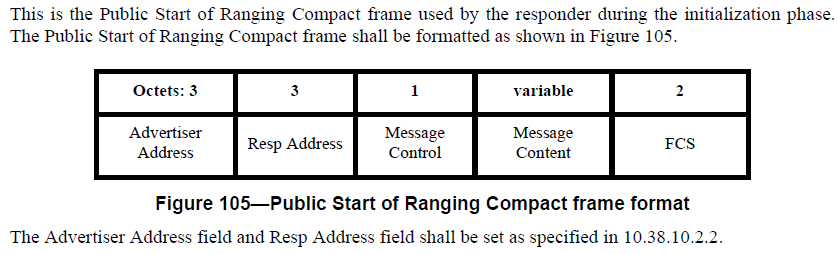 This is the Public Start of Ranging Compact frame used by the responder during the initialization phase.
The Public Start of Ranging Compact frame shall be formatted as shown in Figure 105.
Octets: 3 3 1 variable 2
Advertiser Address Resp Address Message Control Message Content FCS
Figure 105—Public Start of Ranging Compact frame format
The Advertiser Address field and Resp Address field shall be set as specified in 10.38.10.2.2.